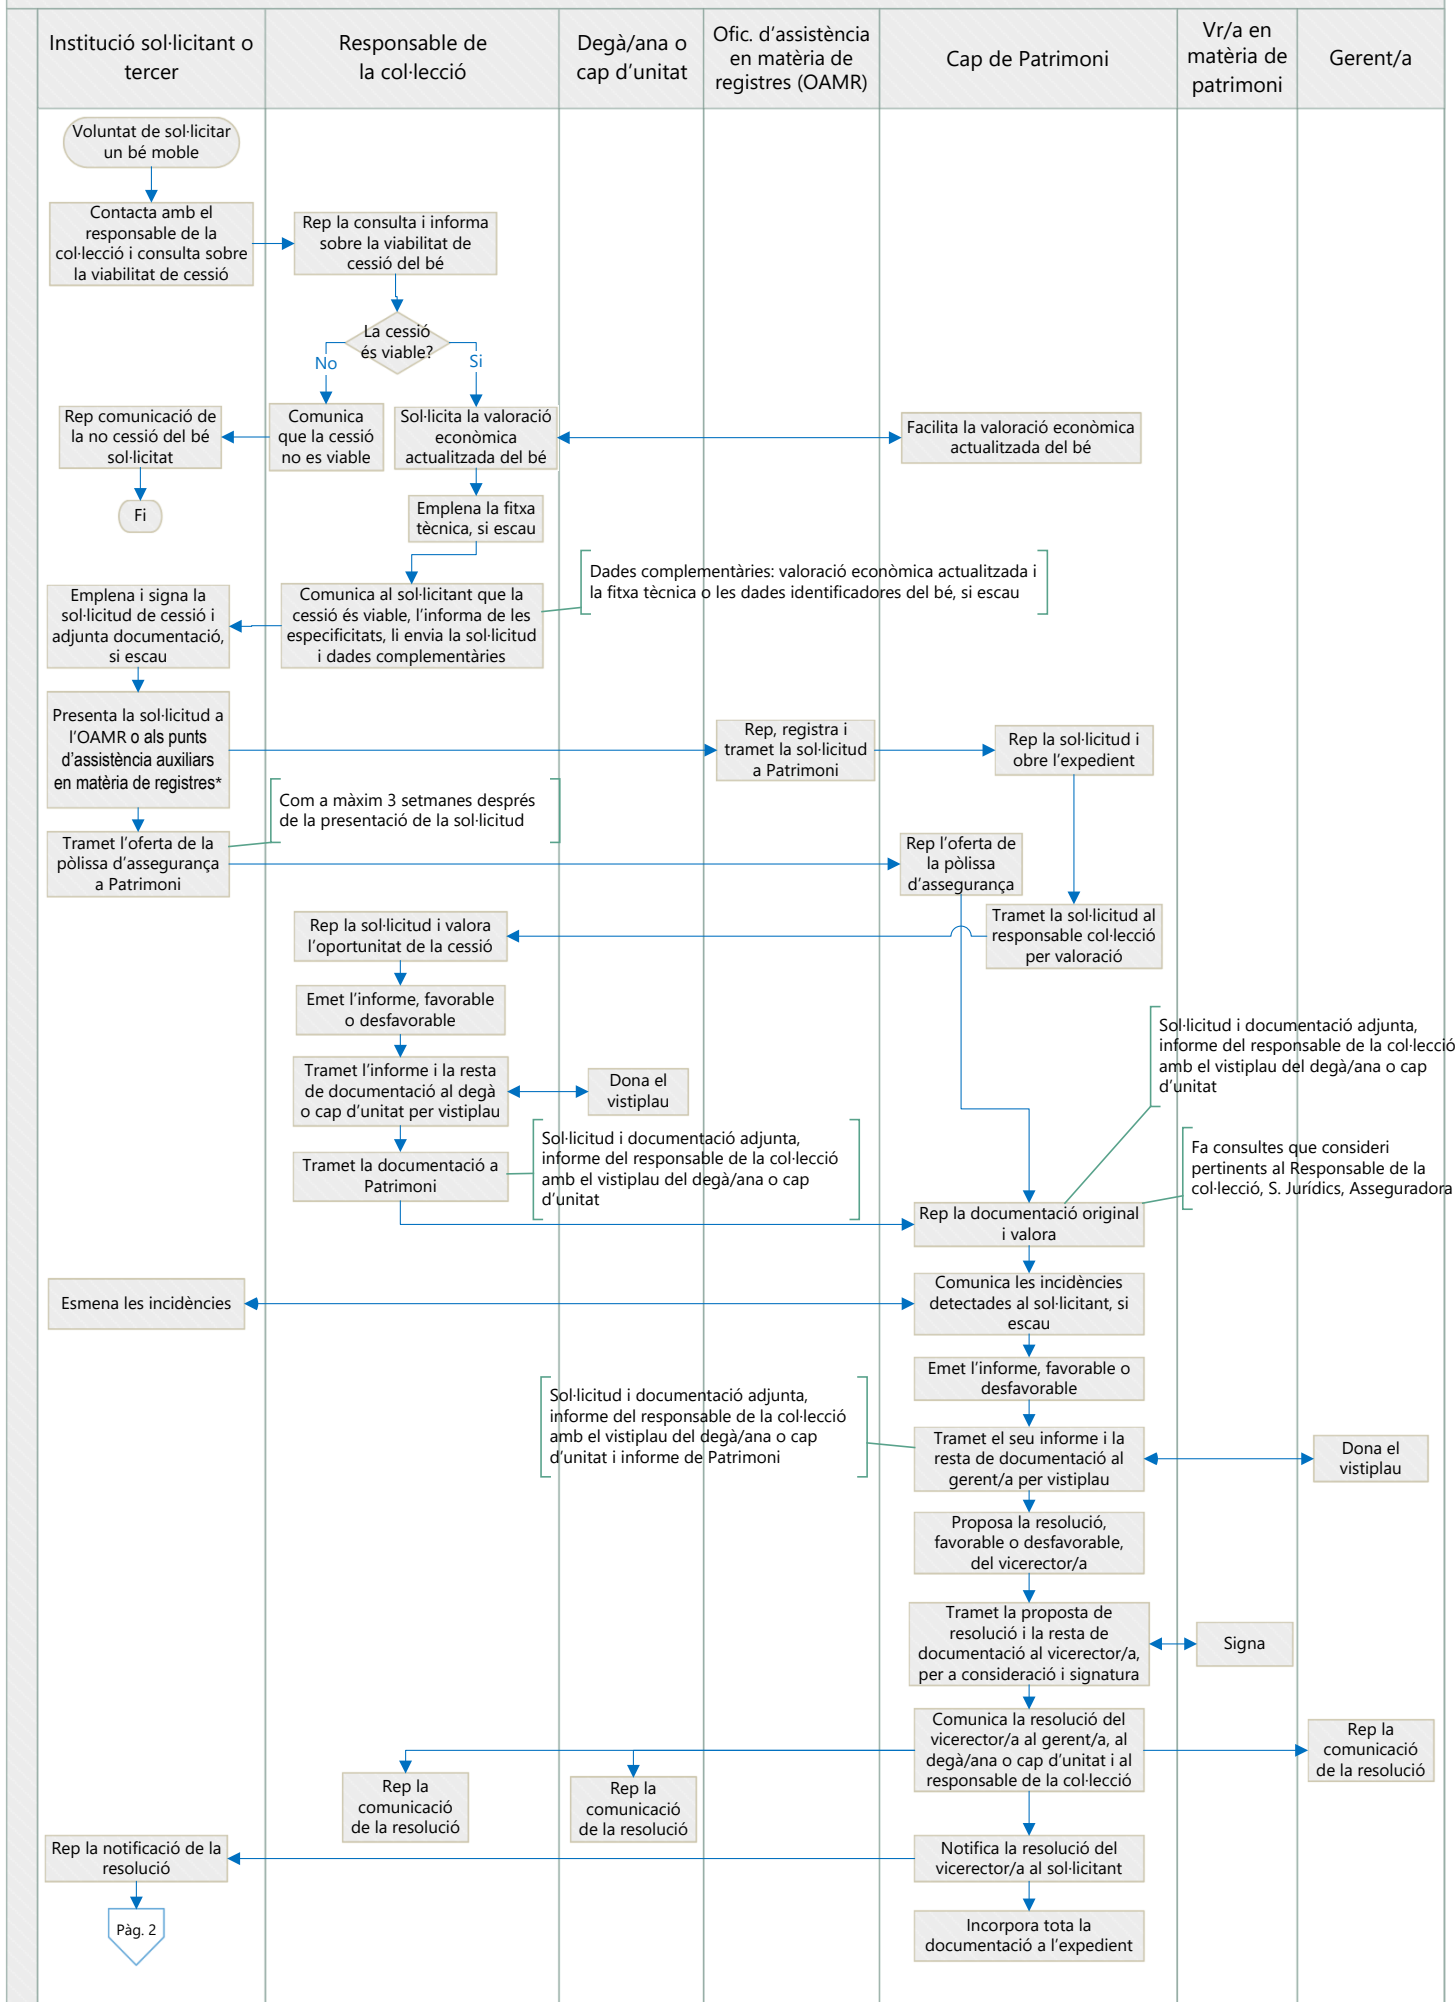 Institució sol·licitant o
tercer
Responsable de
la col·lecció
Degà/ana o
cap d'unitat
Ofic. d'assistència
en matèria de
registres (OAMR)
Cap de Patrimoni
Vr/a en
matèria de
patrimoni
Gerent/a
Voluntat de sol·licitar
un bé moble
Contacta amb el
responsable de la
col·lecció i consulta sobre
la viabilitat de cessió
Rep la consulta i informa
sobre la viabilitat de
cessió del bé
La cessió
és viable?
No
Si
Rep comunicació de
la no cessió del bé
sol·licitat
Comunica
que la cessió
no es viable
Sol·licita la valoració
econòmica
actualitzada del bé
Facilita la valoració econòmica
actualitzada del bé
Fi
Emplena la fitxa
tècnica, si escau
Dades complementàries: valoració econòmica actualitzada i
la fitxa tècnica o les dades identificadores del bé, si escau
Emplena i signa la
sol·licitud de cessió i
adjunta documentació,
si escau
Comunica al sol·licitant que la
cessió és viable, l'informa de les
especificitats, li envia la sol·licitud
i dades complementàries
Presenta la sol·licitud a
l'OAMR o als punts
d'assistència auxiliars
en matèria de registres*
Rep, registra i
tramet la sol·licitud
a Patrimoni
Rep la sol·licitud i
obre l'expedient
Com a màxim 3 setmanes després
de la presentació de la sol·licitud
Tramet l'oferta de la
pòlissa d'assegurança
a Patrimoni
Rep l'oferta de
la pòlissa
d'assegurança
Rep la sol·licitud i valora
l'oportunitat de la cessió
Tramet la sol·licitud al
responsable col·lecció
per valoració
Emet l'informe, favorable
o desfavorable
Sol·licitud i documentació adjunta,
informe del responsable de la col·lecció
amb el vistiplau del degà/ana o cap
d'unitat
Tramet l'informe i la resta
de documentació al degà
o cap d'unitat per vistiplau
Dona el
vistiplau
Sol·licitud i documentació adjunta,
informe del responsable de la col·lecció
amb el vistiplau del degà/ana o cap
d'unitat
Fa consultes que consideri
pertinents al Responsable de la
col·lecció, S. Jurídics, Asseguradora
Tramet la documentació a
Patrimoni
Rep la documentació original
i valora
Esmena les incidències
Comunica les incidències
detectades al sol·licitant, si
escau
Emet l'informe, favorable o
desfavorable
Sol·licitud i documentació adjunta,
informe del responsable de la col·lecció
amb el vistiplau del degà/ana o cap
d'unitat i informe de Patrimoni
Tramet el seu informe i la
resta de documentació al
gerent/a per vistiplau
Dona el
vistiplau
Proposa la resolució,
favorable o desfavorable,
del vicerector/a
Tramet la proposta de
resolució i la resta de
documentació al vicerector/a,
per a consideració i signatura
Signa
Comunica la resolució del
vicerector/a al gerent/a, al
degà/ana o cap d'unitat i al
responsable de la col·lecció
Rep la
comunicació
de la resolució
Rep la
comunicació
de la resolució
Rep la
comunicació
de la resolució
Rep la notificació de la
resolució
Notifica la resolució del
vicerector/a al sol·licitant
Pàg. 2
Incorpora tota la
documentació a l'expedient